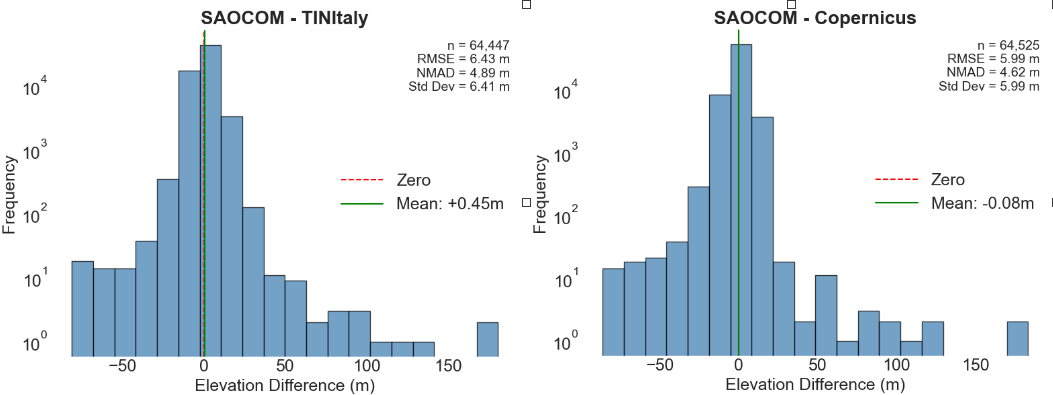 SAOCOM - TINItaly
n = 64,447
RMSE = 6.43 m
NMAD = 4.89 m
Std Dev = 6.41 m
Frequency
10^4
10^3
10^2
10^1
10^0
Zero
Mean: +0.45m
−50
0
50
100
150
Elevation Difference (m)
SAOCOM - Copernicus
n = 64,525
RMSE = 5.99 m
NMAD = 4.62 m
Std Dev = 5.99 m
Frequency
10^4
10^3
10^2
10^1
10^0
Zero
Mean: -0.08m
−50
0
50
100
150
Elevation Difference (m)